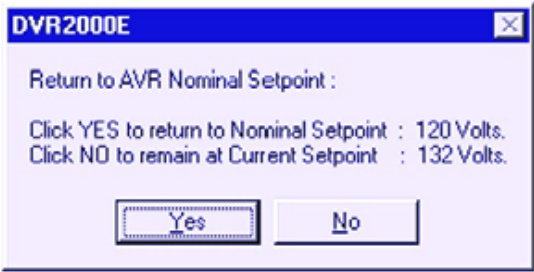 DVR2000E
Return to AVR Nominal Setpoint :
Click YES to return to Nominal Setpoint : 120 Volts.
Click NO to remain at Current Setpoint : 132 Volts.
Yes No